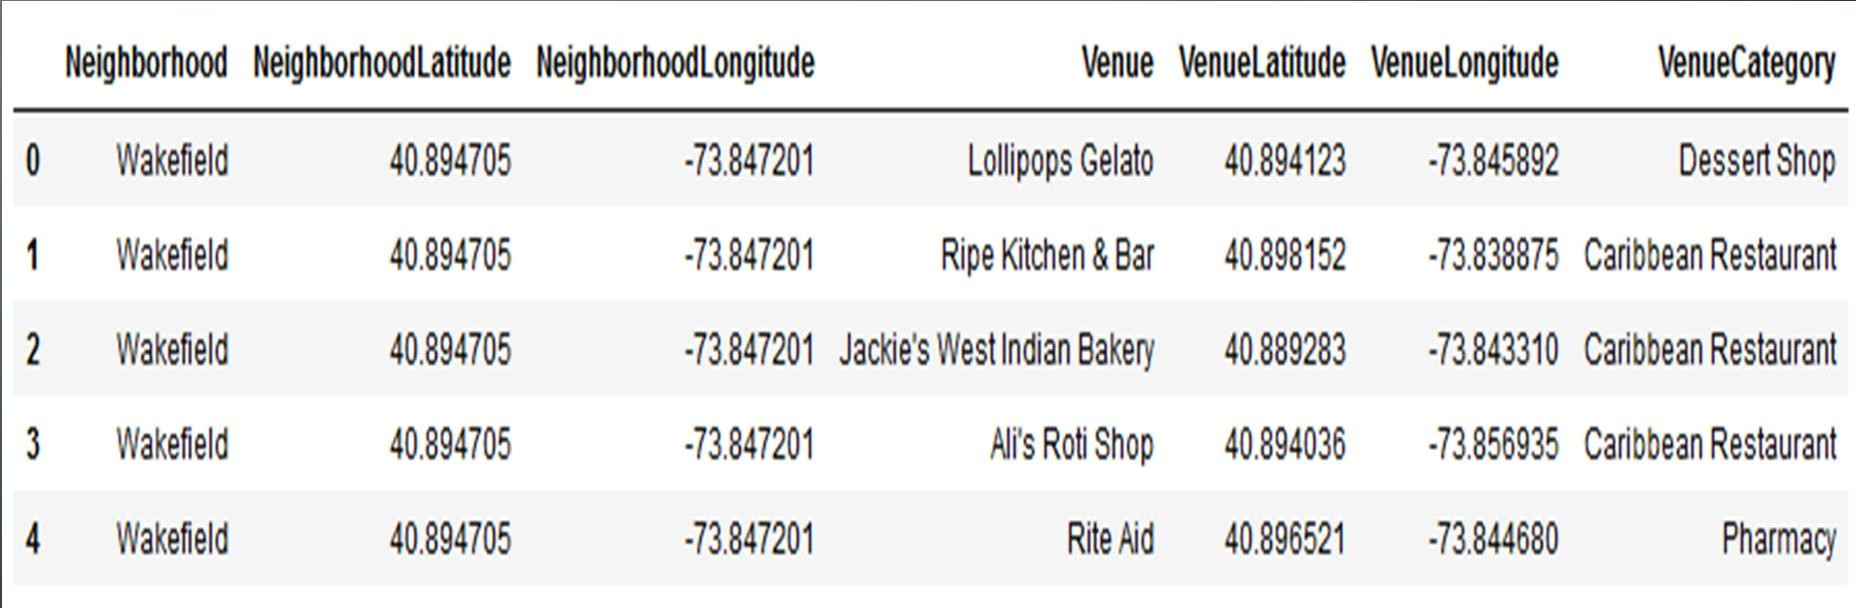 Neighborhood NeighborhoodLatitude NeighborhoodLongitude Venue VenueLatitude VenueLongitude VenueCategory
0 Wakefield 40.894705 -73.847201 Lollipops Gelato 40.894123 -73.845892 Dessert Shop
1 Wakefield 40.894705 -73.847201 Ripe Kitchen & Bar 40.898152 -73.838875 Caribbean Restaurant
2 Wakefield 40.894705 -73.847201 Jackie's West Indian Bakery 40.889283 -73.843310 Caribbean Restaurant
3 Wakefield 40.894705 -73.847201 Ali's Roti Shop 40.894036 -73.856935 Caribbean Restaurant
4 Wakefield 40.894705 -73.847201 Rite Aid 40.896521 -73.844680 Pharmacy